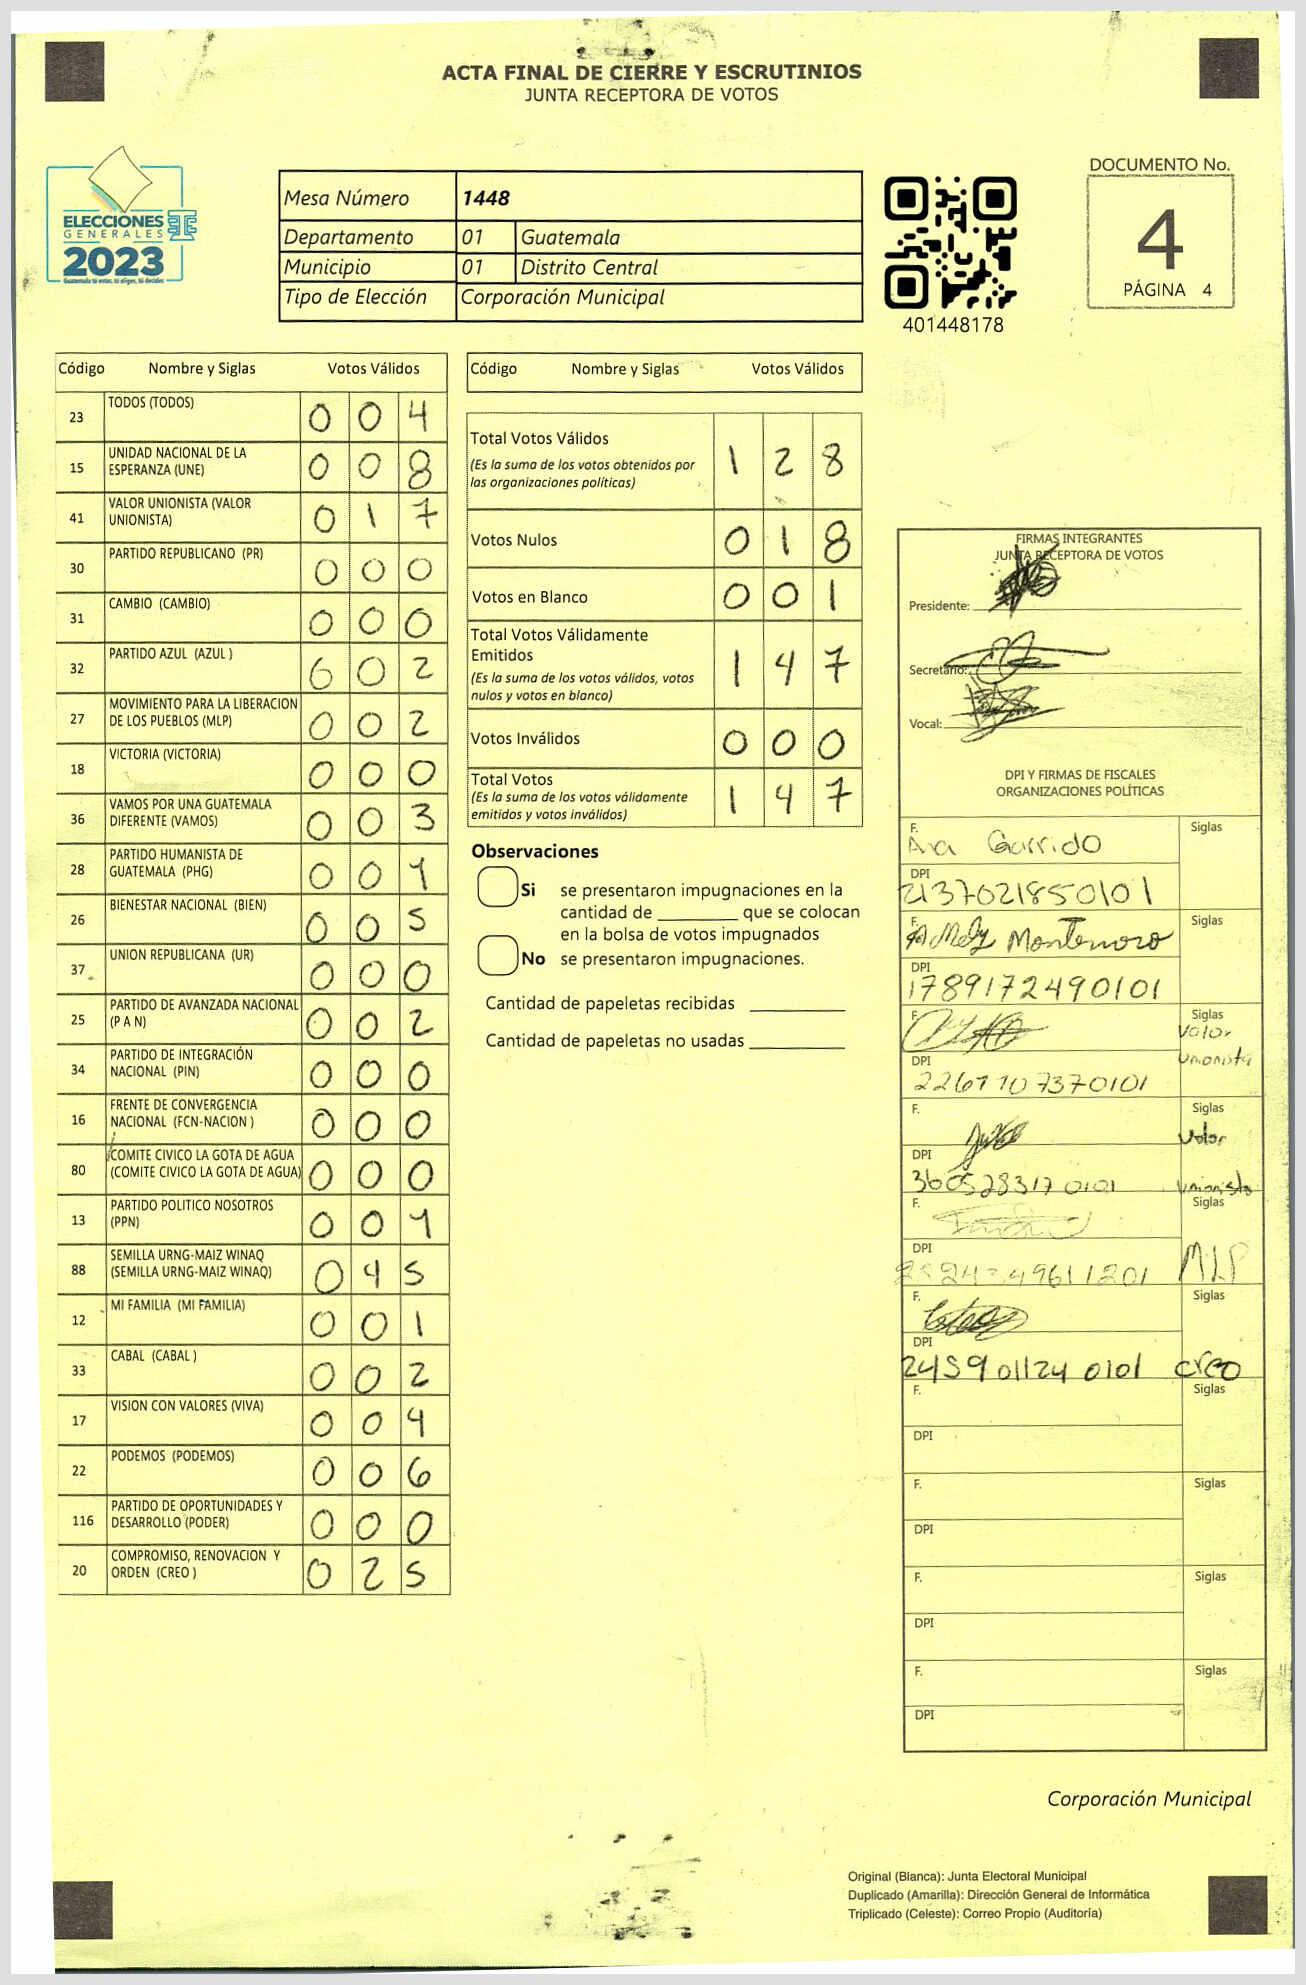 ACTA FINAL DE CIERRE Y ESCRUTINIOS
JUNTA RECEPTORA DE VOTOS
ELECCIONES
GENERALES
2023
Guatemala tú eres, tú eliges, tú decides
Mesa Número 1448
Departamento 01 Guatemala
Municipio 01 Distrito Central
Tipo de Elección Corporación Municipal
401448178
DOCUMENTO No.
4
PÁGINA 4
Código Nombre y Siglas Votos Válidos
23 TODOS (TODOS) 0 0 4
15 UNIDAD NACIONAL DE LA ESPERANZA (UNE) 0 0 8
41 VALOR UNIONISTA (VALOR UNIONISTA) 0 1 7
30 PARTIDO REPUBLICANO (PR) 0 0 0
31 CAMBIO (CAMBIO) 0 0 0
32 PARTIDO AZUL (AZUL ) 0 0 2
27 MOVIMIENTO PARA LA LIBERACION DE LOS PUEBLOS (MLP) 0 0 2
18 VICTORIA (VICTORIA) 0 0 0
36 VAMOS POR UNA GUATEMALA DIFERENTE (VAMOS) 0 0 3
28 PARTIDO HUMANISTA DE GUATEMALA (PHG) 0 0 1
26 BIENESTAR NACIONAL (BIEN) 0 0 5
37 UNION REPUBLICANA (UR) 0 0 0
25 PARTIDO DE AVANZADA NACIONAL (P A N) 0 0 2
34 PARTIDO DE INTEGRACIÓN NACIONAL (PIN) 0 0 0
16 FRENTE DE CONVERGENCIA NACIONAL (FCN-NACION ) 0 0 0
80 COMITE CIVICO LA GOTA DE AGUA (COMITE CIVICO LA GOTA DE AGUA) 0 0 0
13 PARTIDO POLITICO NOSOTROS (PPN) 0 0 1
88 SEMILLA URNG-MAIZ WINAQ (SEMILLA URNG-MAIZ WINAQ) 0 4 5
12 MI FAMILIA (MI FAMILIA) 0 0 1
33 CABAL (CABAL ) 0 0 2
17 VISION CON VALORES (VIVA) 0 0 4
22 PODEMOS (PODEMOS) 0 0 6
116 PARTIDO DE OPORTUNIDADES Y DESARROLLO (PODER) 0 0 0
20 COMPROMISO, RENOVACION Y ORDEN (CREO ) 0 2 5
Código Nombre y Siglas Votos Válidos
Total Votos Válidos 1 2 8
(Es la suma de los votos obtenidos por
las organizaciones políticas)
Votos Nulos 0 1 8
Votos en Blanco 0 0 1
Total Votos Válidamente
Emitidos 1 4 7
(Es la suma de los votos válidos, votos
nulos y votos en blanco)
Votos Inválidos 0 0 0
Total Votos 1 4 7
(Es la suma de los votos válidamente
emitidos y votos inválidos)
Observaciones
Si se presentaron impugnaciones en la
cantidad de ________ que se colocan
en la bolsa de votos impugnados
No se presentaron impugnaciones.
Cantidad de papeletas recibidas
Cantidad de papeletas no usadas
FIRMAS INTEGRANTES
JUNTA RECEPTORA DE VOTOS
Presidente:
Secretario:
Vocal:
DPI Y FIRMAS DE FISCALES
ORGANIZACIONES POLÍTICAS
F. Garrido Siglas
DPI 2137021850101
F. Montenegro Siglas
DPI 1789172490101
F. Siglas Valor Unionista
DPI
F. Siglas Valor Unionista
DPI 3605283170101
F. Siglas MLP
DPI
F. Siglas creo
DPI 2459011240101
F. Siglas
DPI
F. Siglas
DPI
F. Siglas
DPI
F. Siglas
DPI
Corporación Municipal
Original (Blanca): Junta Electoral Municipal
Duplicado (Amarilla): Dirección General de Informática
Triplicado (Celeste): Correo Propio (Auditoría)